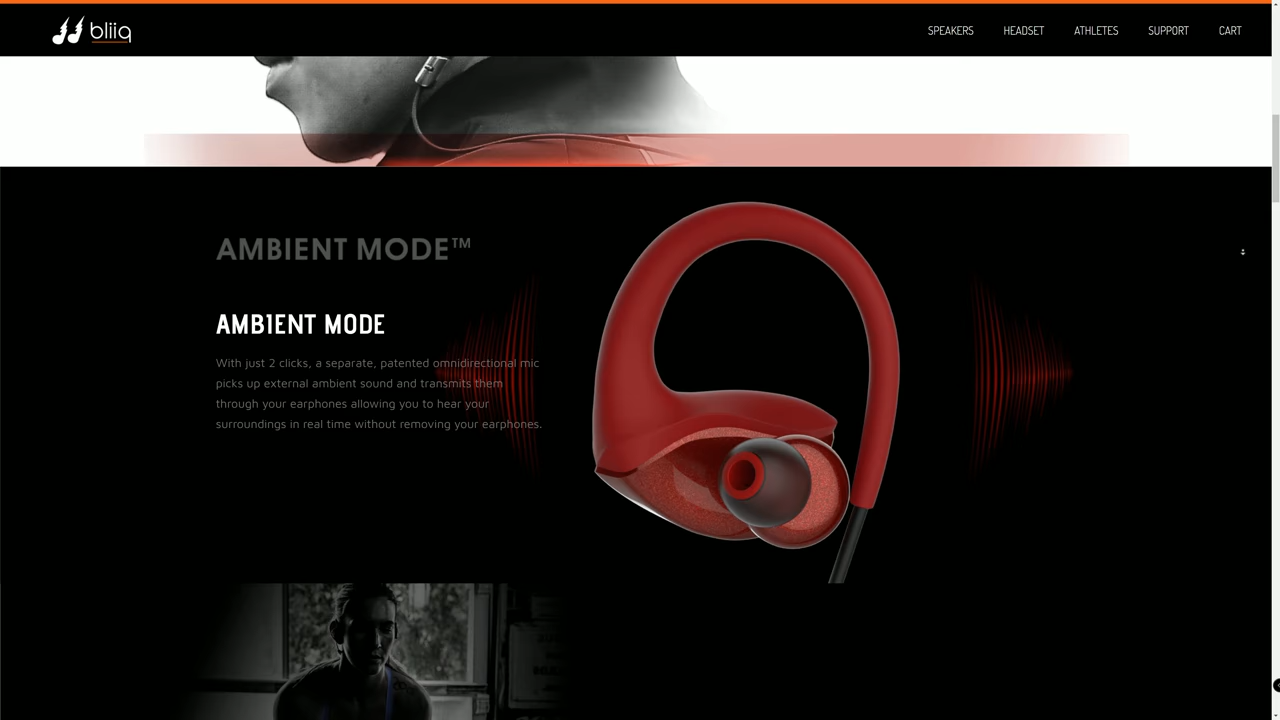 bliiq
SPEAKERS HEADSET ATHLETES SUPPORT CART
AMBIENT MODE™
AMBIENT MODE
With just 2 clicks, a separate, patented omnidirectional mic
picks up external ambient sound and transmits them
through your earphones allowing you to hear your
surroundings in real time without removing your earphones.